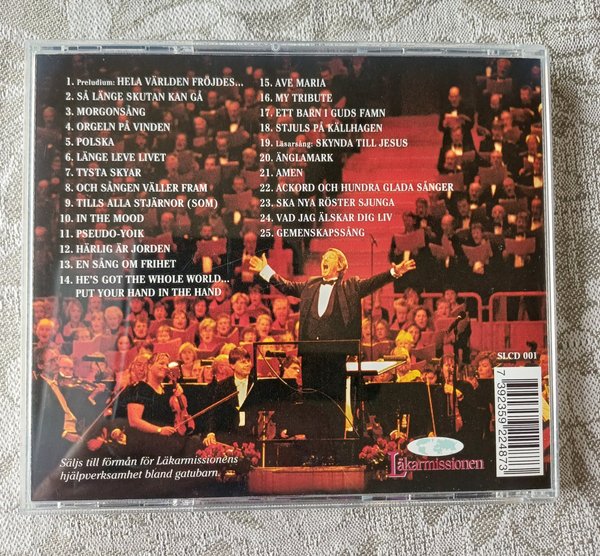 1. Preludium: HELA VÄRLDEN FRÖJDES...
2. SÅ LÄNGE SKUTAN KAN GÅ
3. MORGONSÅNG
4. ORGELN PÅ VINDEN
5. POLSKA
6. LÄNGE LEVE LIVET
7. TYSTA SKYAR
8. OCH SÅNGEN VÄLLER FRAM
9. TILLS ALLA STJÄRNOR (SOM)
10. IN THE MOOD
11. PSEUDO-YOIK
12. HÄRLIG ÄR JORDEN
13. EN SÅNG OM FRIHET
14. HE'S GOT THE WHOLE WORLD...
PUT YOUR HAND IN THE HAND
15. AVE MARIA
16. MY TRIBUTE
17. ETT BARN I GUDS FAMN
18. STJULS PÅ KÄLLHAGEN
19. Läsarsång: SKYNDA TILL JESUS
20. ÄNGLAMARK
21. AMEN
22. ACKORD OCH HUNDRA GLADA SÅNGER
23. SKA NYA RÖSTER SJUNGA
24. VAD JAG ÄLSKAR DIG LIV
25. GEMENSKAPSSÅNG
SLCD 001
7 392359 224873
Läkarmissionen
Säljs till förmån för Läkarmissionens
hjälpverksamhet bland gatubarn.